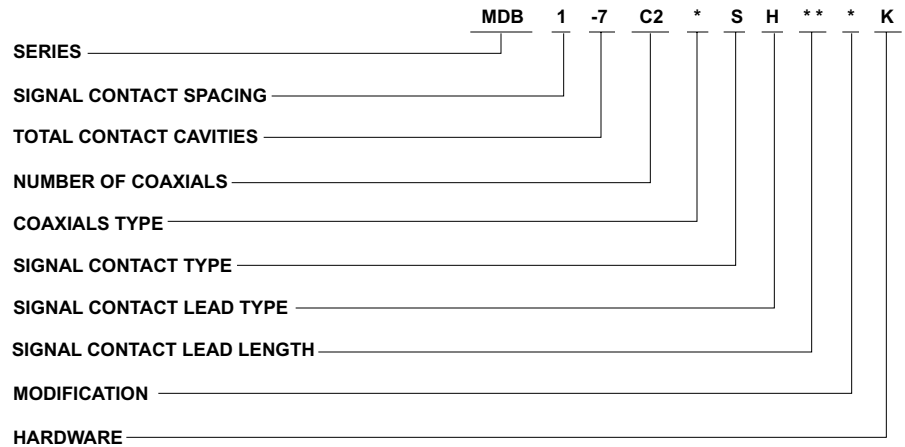 MDB 1 -7 C2 * S H ** * K
SERIES
SIGNAL CONTACT SPACING
TOTAL CONTACT CAVITIES
NUMBER OF COAXIALS
COAXIALS TYPE
SIGNAL CONTACT TYPE
SIGNAL CONTACT LEAD TYPE
SIGNAL CONTACT LEAD LENGTH
MODIFICATION
HARDWARE